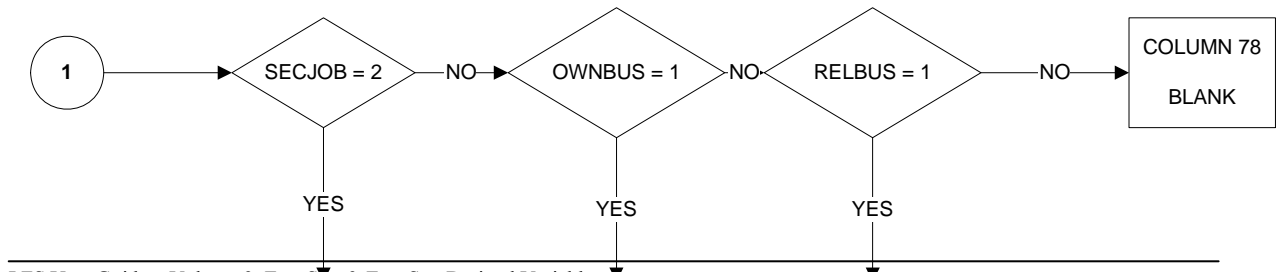 1
SECJOB = 2
NO
OWNBUS = 1
NO
RELBUS = 1
NO
COLUMN 78
BLANK
YES
YES
YES